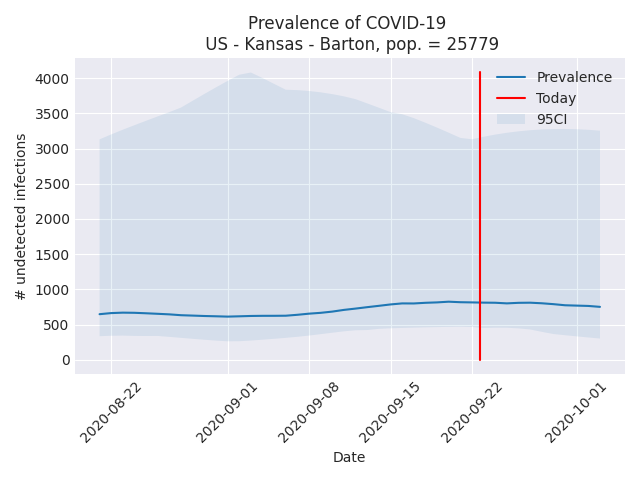 Prevalence of COVID-19
US - Kansas - Barton, pop. = 25779
Prevalence
Today
95CI
# undetected infections
4000
3500
3000
2500
2000
1500
1000
500
0
2020-08-22
2020-09-01
2020-09-08
2020-09-15
2020-09-22
2020-10-01
Date